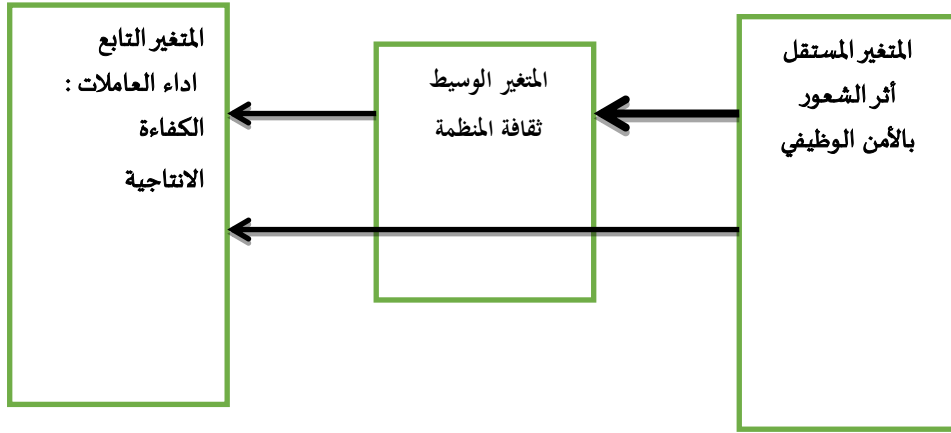 المتغير المستقل
أثر الشعور
بالأمن الوظيفي
المتغير الوسيط
ثقافة المنظمة
المتغير التابع
اداء العاملات :
الكفاءة
الانتاجية